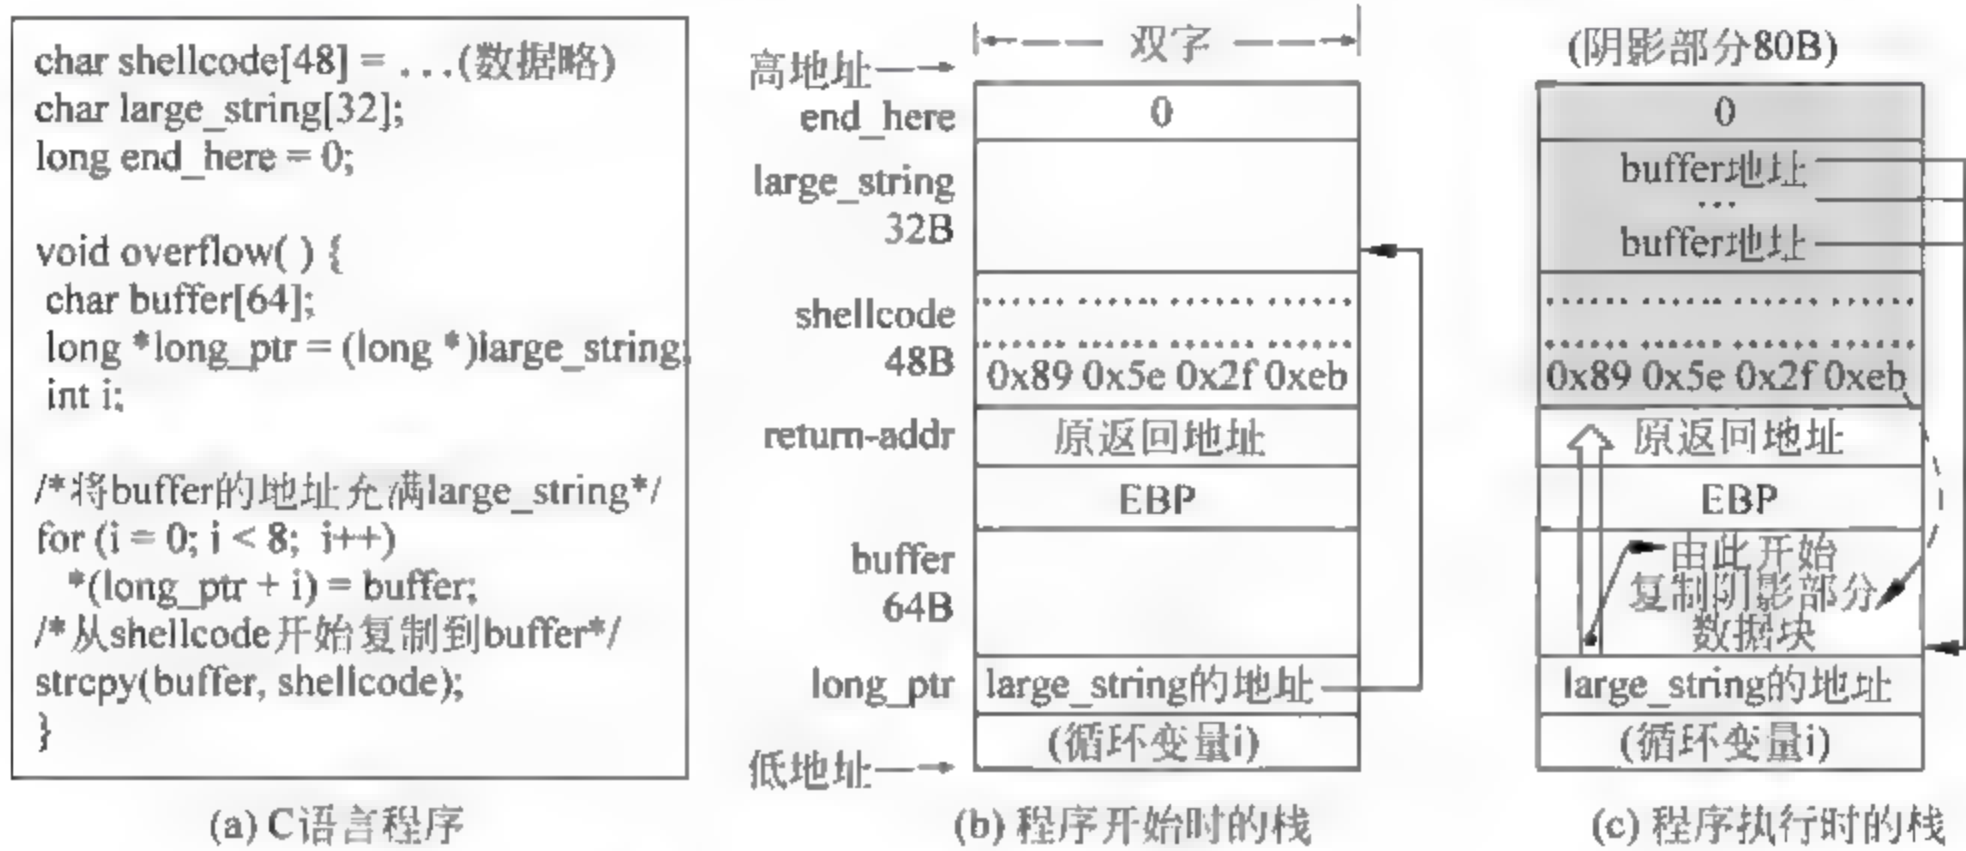 char shellcode[48] = ...(数据略)
char large_string[32];
long end_here = 0;
void overflow( ) {
char buffer[64];
long *long_ptr = (long *)large_string;
int i;
/*将buffer的地址充满large_string*/
for (i = 0; i < 8; i++)
*(long_ptr + i) = buffer;
/*从shellcode开始复制到buffer*/
strcpy(buffer, shellcode);
}
(a) C语言程序
双字
高地址
end_here
0
large_string
32B
shellcode
48B
0x89 0x5e 0x2f 0xeb
return-addr
原返回地址
EBP
buffer
64B
long_ptr
large_string的地址
(循环变量i)
低地址
(b) 程序开始时的栈
(阴影部分80B)
0
buffer地址
...
buffer地址
0x89 0x5e 0x2f 0xeb
原返回地址
EBP
由此开始
复制阴影部分
数据块
large_string的地址
(循环变量i)
(c) 程序执行时的栈